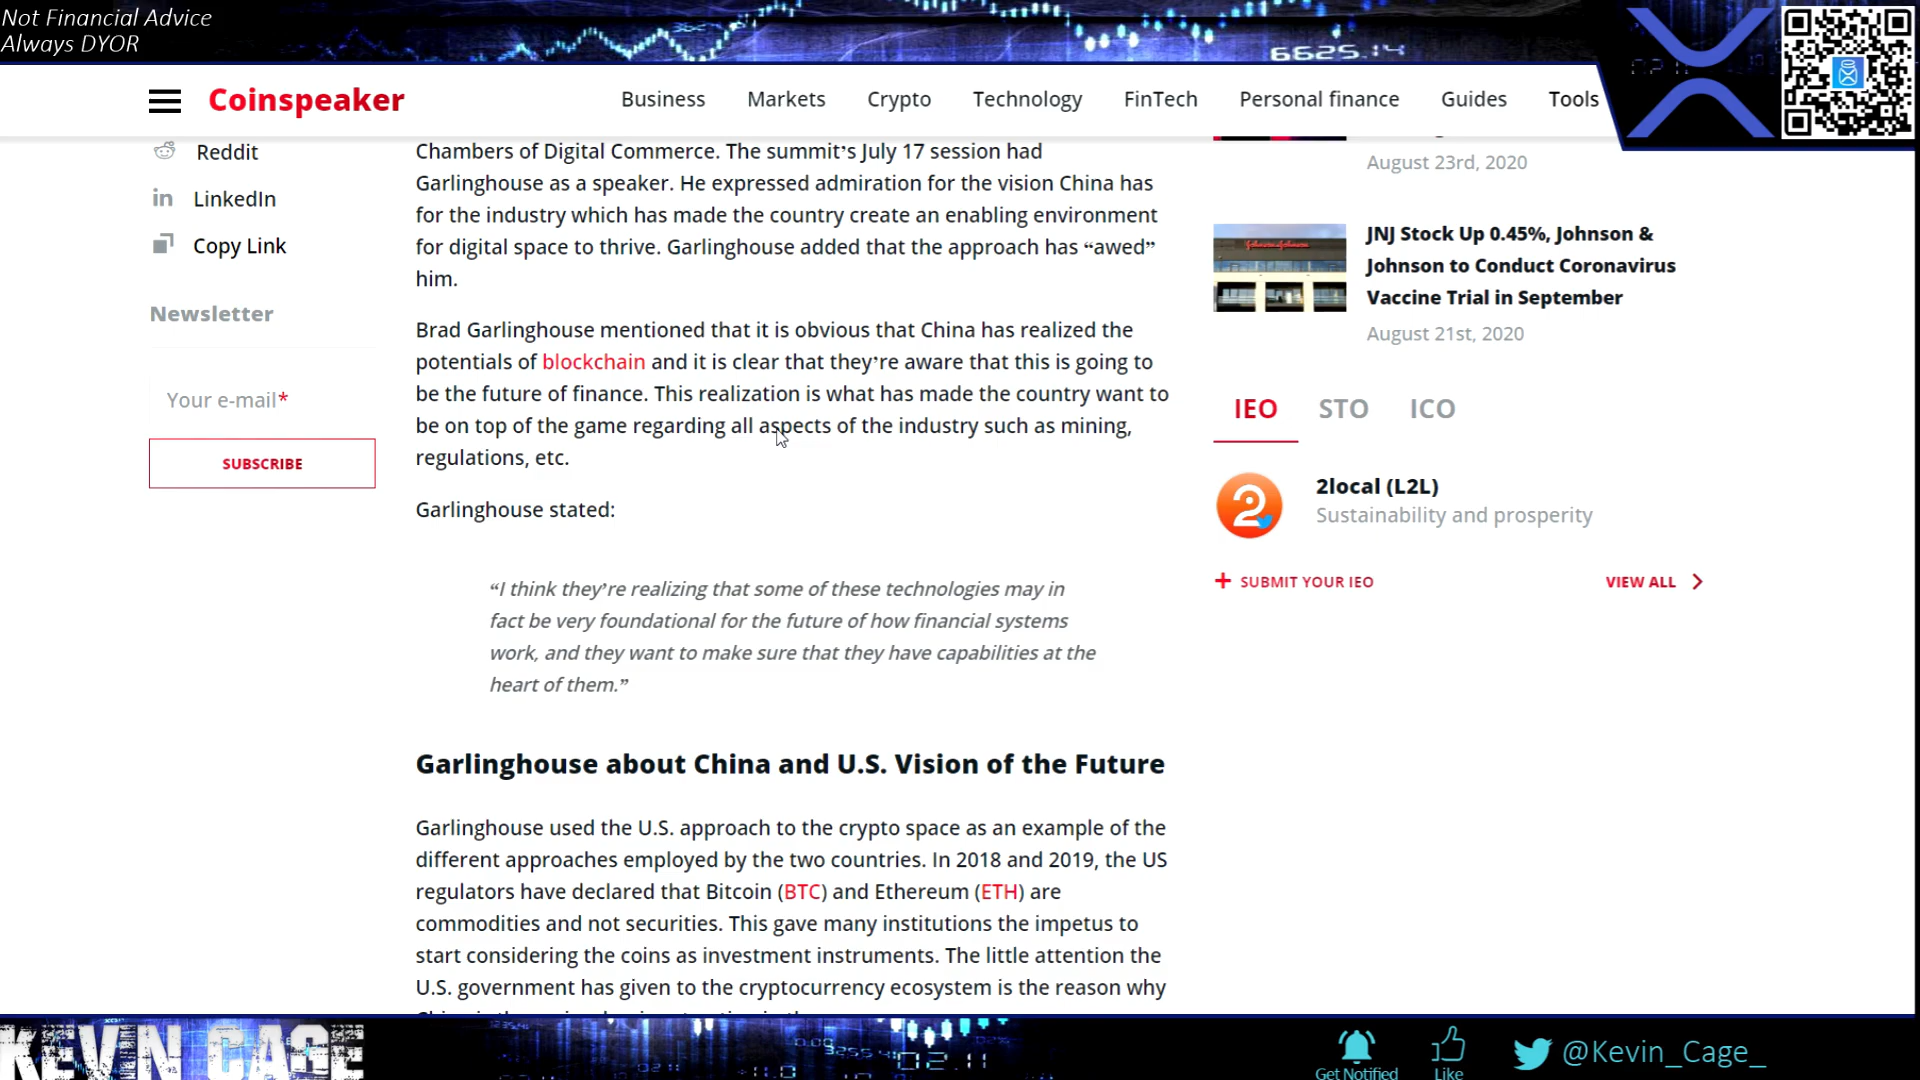 Not Financial Advice
Always DYOR
6625.14
Coinspeaker
Business Markets Crypto Technology FinTech Personal finance Guides Tools
Reddit
LinkedIn
Copy Link
Newsletter
Your e-mail*
SUBSCRIBE
Chambers of Digital Commerce. The summit’s July 17 session had
Garlinghouse as a speaker. He expressed admiration for the vision China has
for the industry which has made the country create an enabling environment
for digital space to thrive. Garlinghouse added that the approach has “awed”
him.
Brad Garlinghouse mentioned that it is obvious that China has realized the
potentials of blockchain and it is clear that they’re aware that this is going to
be the future of finance. This realization is what has made the country want to
be on top of the game regarding all aspects of the industry such as mining,
regulations, etc.
Garlinghouse stated:
“I think they’re realizing that some of these technologies may in
fact be very foundational for the future of how financial systems
work, and they want to make sure that they have capabilities at the
heart of them.”
Garlinghouse about China and U.S. Vision of the Future
Garlinghouse used the U.S. approach to the crypto space as an example of the
different approaches employed by the two countries. In 2018 and 2019, the US
regulators have declared that Bitcoin (BTC) and Ethereum (ETH) are
commodities and not securities. This gave many institutions the impetus to
start considering the coins as investment instruments. The little attention the
U.S. government has given to the cryptocurrency ecosystem is the reason why
August 23rd, 2020
JNJ Stock Up 0.45%, Johnson &
Johnson to Conduct Coronavirus
Vaccine Trial in September
August 21st, 2020
IEO STO ICO
2local (L2L)
Sustainability and prosperity
+ SUBMIT YOUR IEO
VIEW ALL
KEVIN CAGE
02.11
Get Notified
Like
@Kevin_Cage_